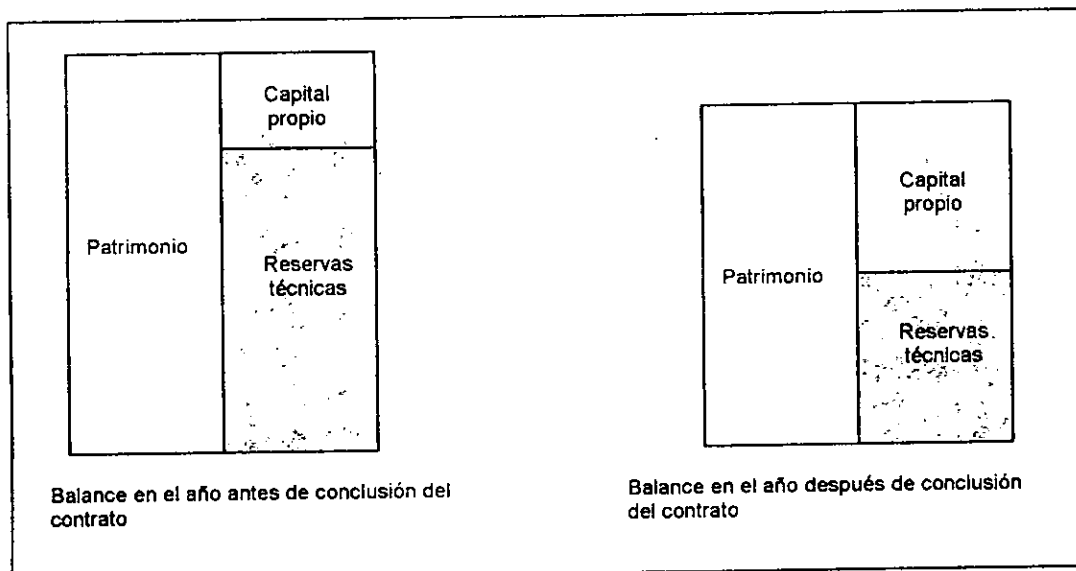 Capital
propio
Patrimonio
Reservas
técnicas
Balance en el año antes de conclusión del
contrato
Capital
propio
Patrimonio
Reservas
técnicas
Balance en el año después de conclusión
del contrato